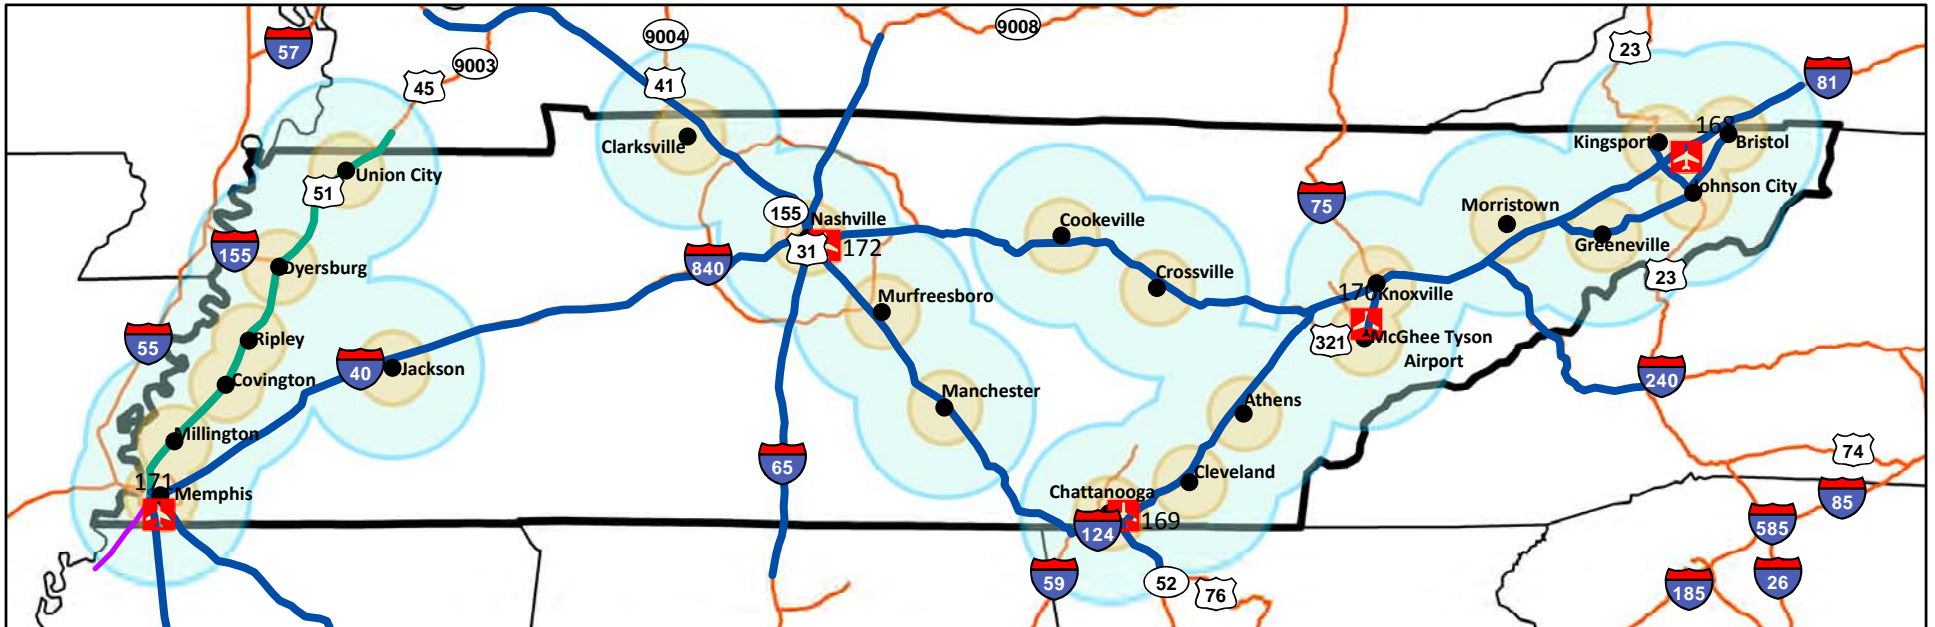 57
9003
45
9004
41
9008
23
81
Clarksville
Union City
51
155
Dyersburg
55
Ripley
Covington
40
Jackson
Millington
171
Memphis
155
Nashville
31
172
840
Murfreesboro
Manchester
65
Cookeville
Crossville
75
170
Knoxville
321
McGhee Tyson
Airport
Athens
Cleveland
Chattanooga
169
124
59
52
76
Morristown
Kingsport
168
Bristol
Johnson City
Greeneville
23
240
74
85
585
26
185